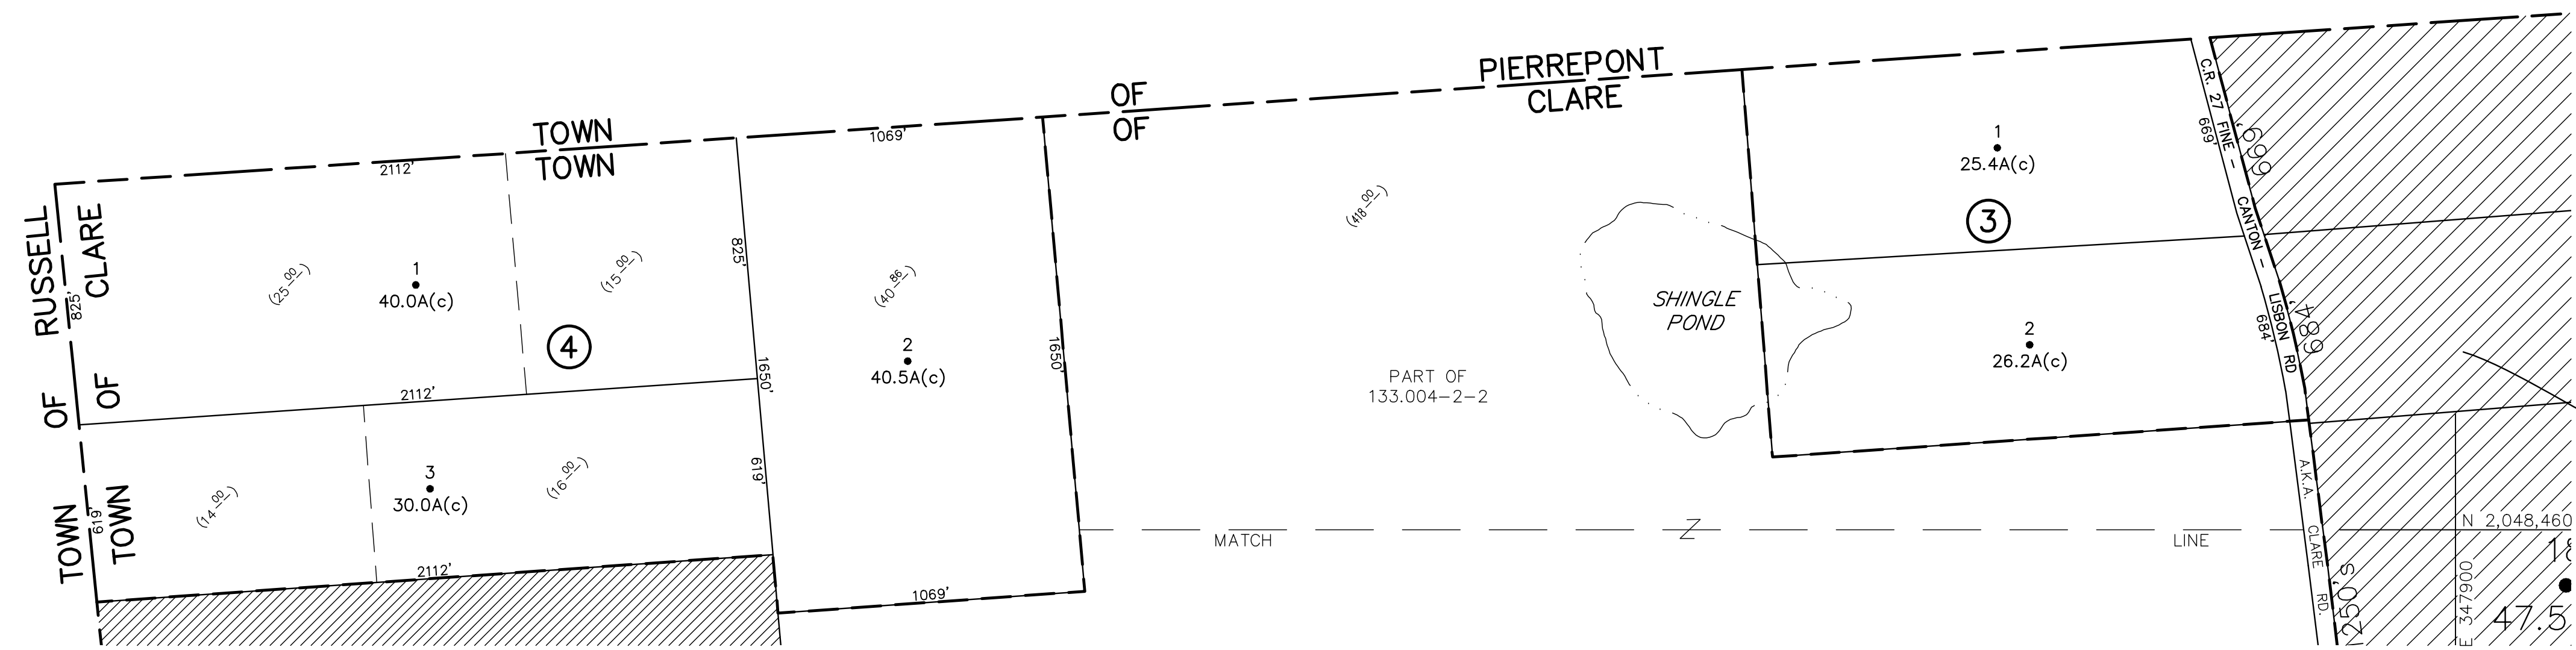 PIERREPONT
CLARE
OF
OF
TOWN
TOWN
RUSSELL
CLARE
OF
OF
TOWN
TOWN
2112'
1069'
825'
825'
(25 00)
1
40.0A(c)
(15 00)
4
2112'
(40 86)
2
40.5A(c)
1650'
1650'
619'
619'
(14 00)
3
30.0A(c)
(16 00)
2112'
1069'
(418 00)
SHINGLE
POND
PART OF
133.004-2-2
1
25.4A(c)
3
2
26.2A(c)
C.R. 27 FINE - CANTON - LISBON RD
669'
669'
684'
684'
A.K.A. CLARE RD.
MATCH
Z
LINE
N 2,048,460
E 347900
250's
47.5